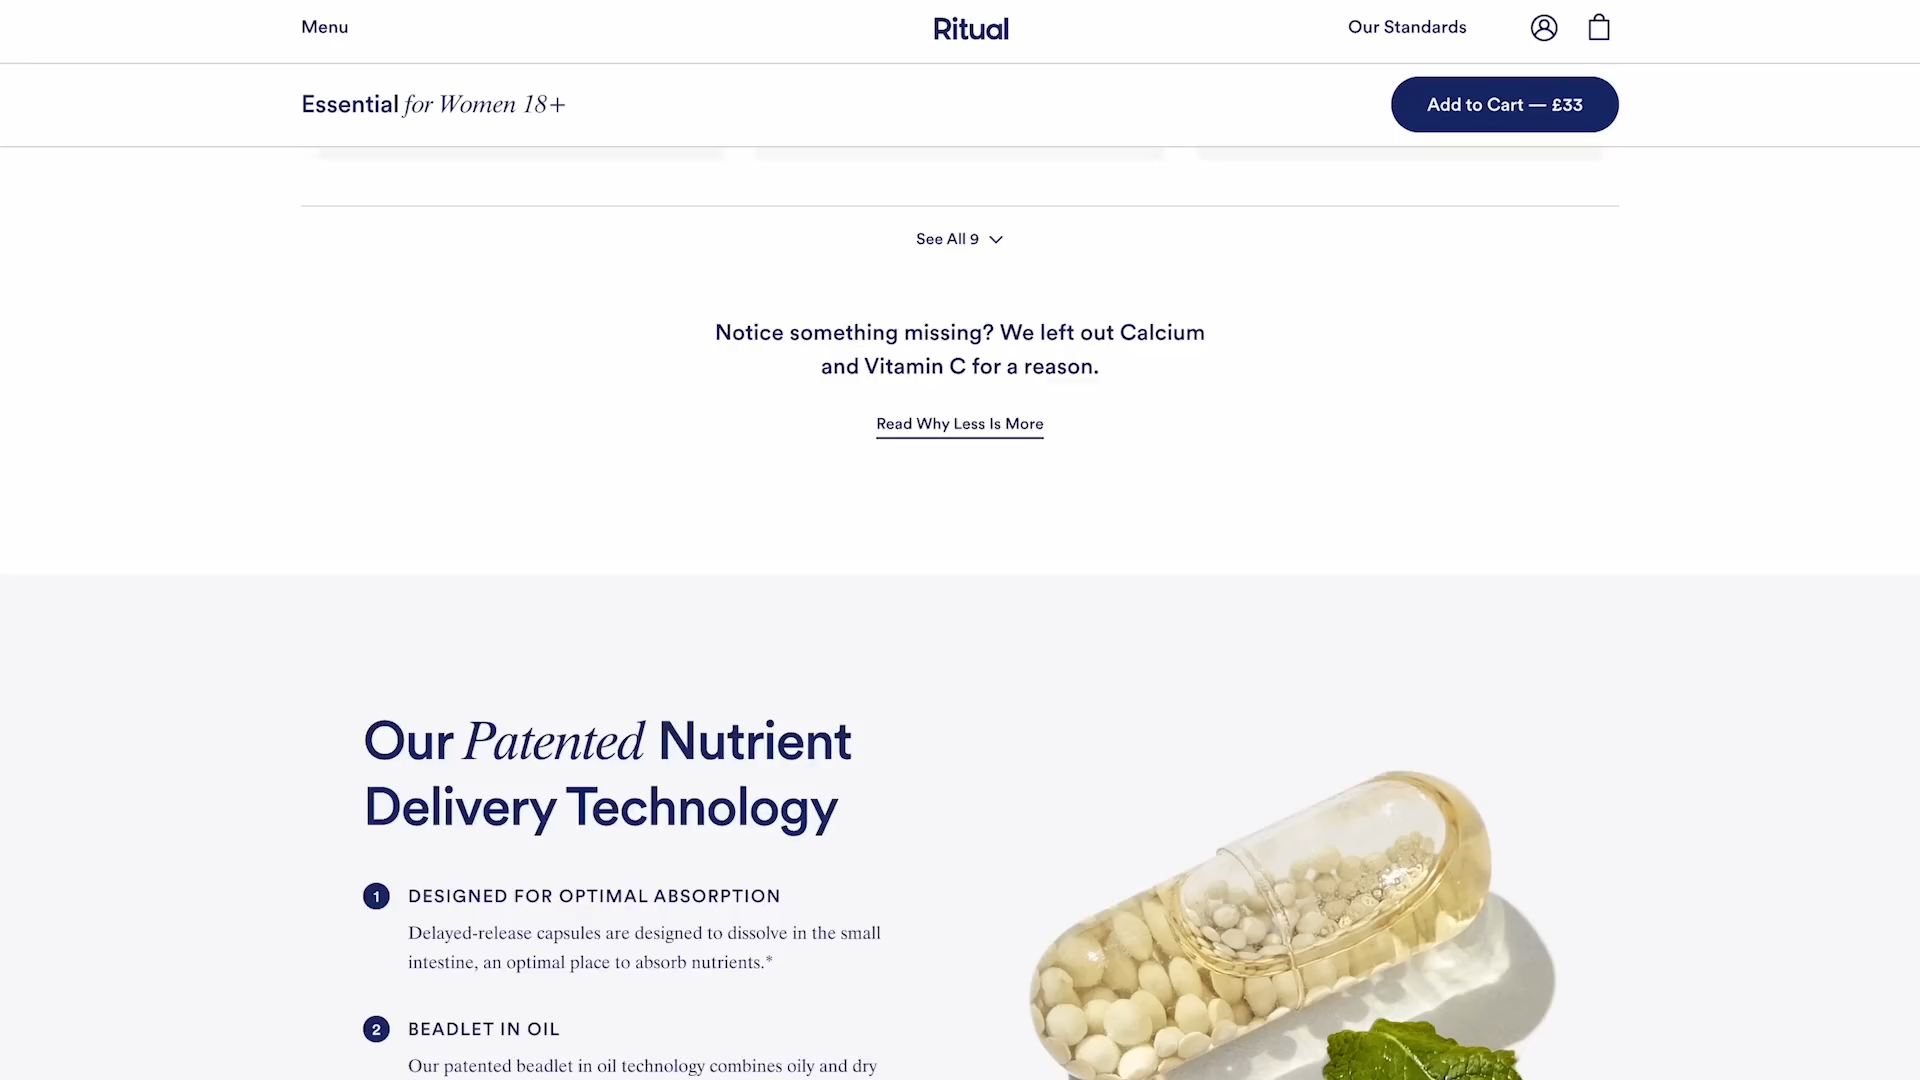 Menu
Ritual
Our Standards
Essential for Women 18+
Add to Cart — £33
See All 9
Notice something missing? We left out Calcium
and Vitamin C for a reason.
Read Why Less Is More
Our Patented Nutrient
Delivery Technology
1 DESIGNED FOR OPTIMAL ABSORPTION
Delayed-release capsules are designed to dissolve in the small
intestine, an optimal place to absorb nutrients.*
2 BEADLET IN OIL
Our patented beadlet in oil technology combines oily and dry